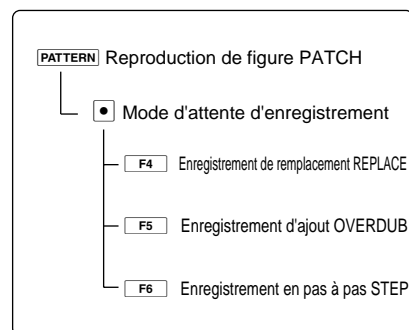 PATTERN Reproduction de figure PATCH
Mode d'attente d'enregistrement
F4 Enregistrement de remplacement REPLACE
F5 Enregistrement d'ajout OVERDUB
F6 Enregistrement en pas à pas STEP